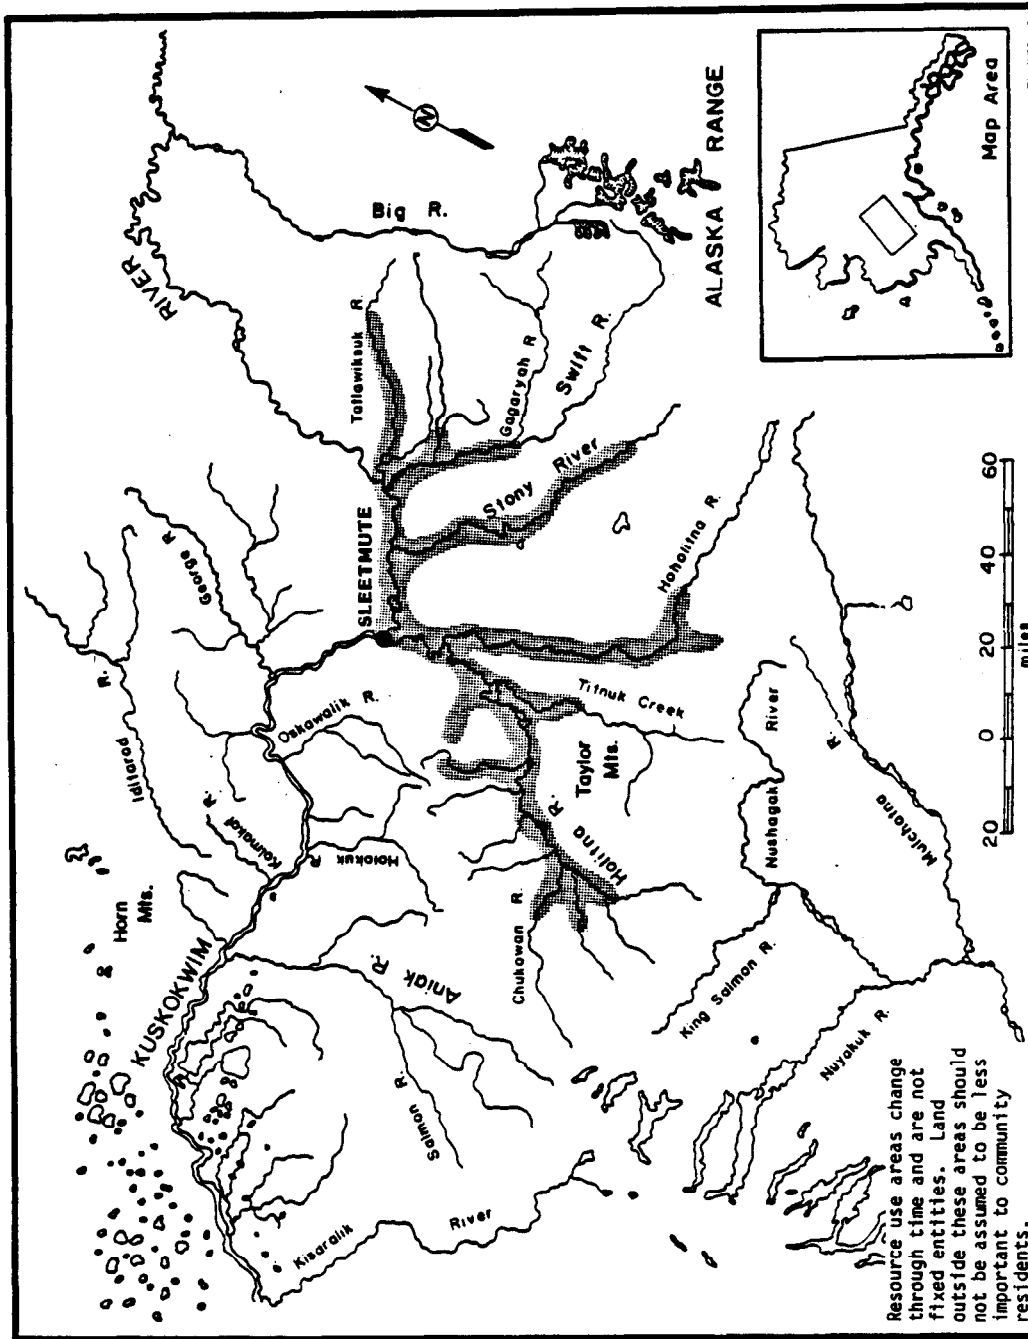 KUSKOKWIM
RIVER
Horn
Mts.
Iditarod R.
George R.
Kolmakof R.
Oskawalik R.
Holokuk R.
Aniak R.
Salmon R.
Kisaralik
River
SLEETMUTE
Tatlawiksuk R.
Big R.
Gagaryah R
Swift R.
Stony River
Hoholitna R.
Titnuk Creek
Taylor
Mts.
Holitna R.
Chukowan R.
King Salmon R.
Nushagak River
Nuyakuk R.
Mulchatna R.
ALASKA RANGE
N
Map Area
20 0 20 40 60
miles
Resource use areas change
through time and are not
fixed entities. Land
outside these areas should
not be assumed to be less
important to community
residents.